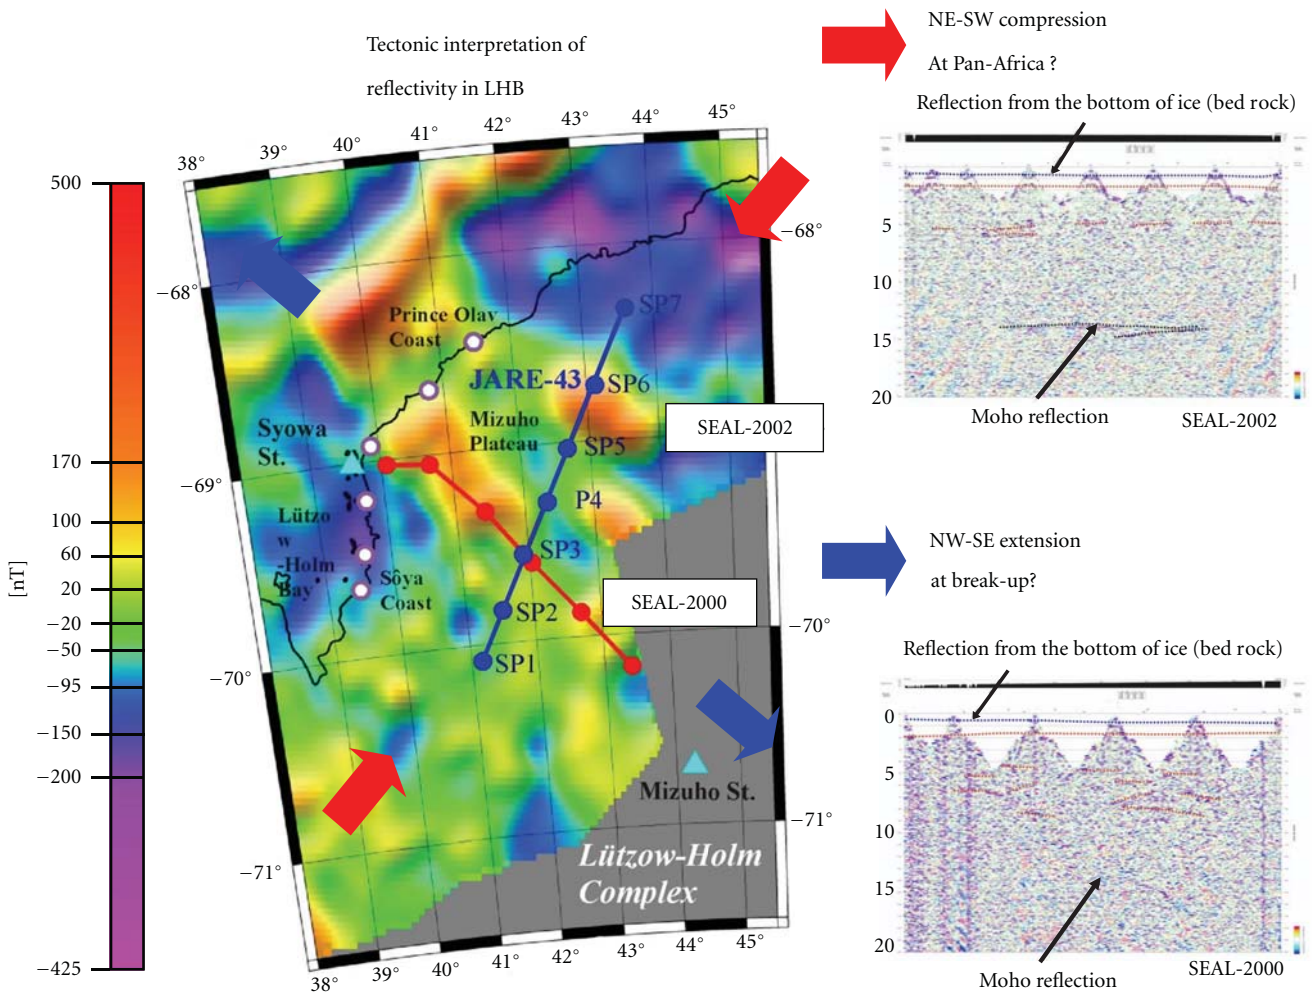 Tectonic interpretation of
reflectivity in LHB
NE-SW compression
At Pan-Africa ?
Reflection from the bottom of ice (bed rock)
5
10
15
20
Moho reflection
SEAL-2002
38°
39°
40°
41°
42°
43°
44°
45°
−68°
−68°
−69°
−70°
−70°
−71°
−71°
38°
39°
40°
41°
42°
43°
44°
45°
500
170
100
60
20
−20
−50
−95
−150
−200
−425
[nT]
Prince Olav
Coast
JARE-43
Mizuho
Plateau
Syowa
St.
Lützo
w
-Holm
Bay
Sôya
Coast
SP7
SP6
SP5
P4
SP3
SP2
SP1
SEAL-2002
SEAL-2000
Mizuho St.
Lützow-Holm
Complex
NW-SE extension
at break-up?
Reflection from the bottom of ice (bed rock)
0
5
10
15
20
Moho reflection
SEAL-2000